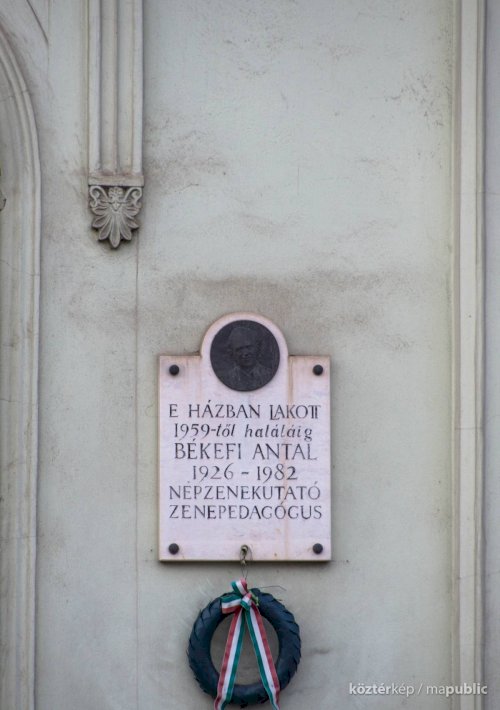 E HÁZBAN LAKOTT
1959-től haláláig
BÉKEFI ANTAL
1926 - 1982
NÉPZENEKUTATÓ
ZENEPEDAGÓGUS
köztérkép / mapublic